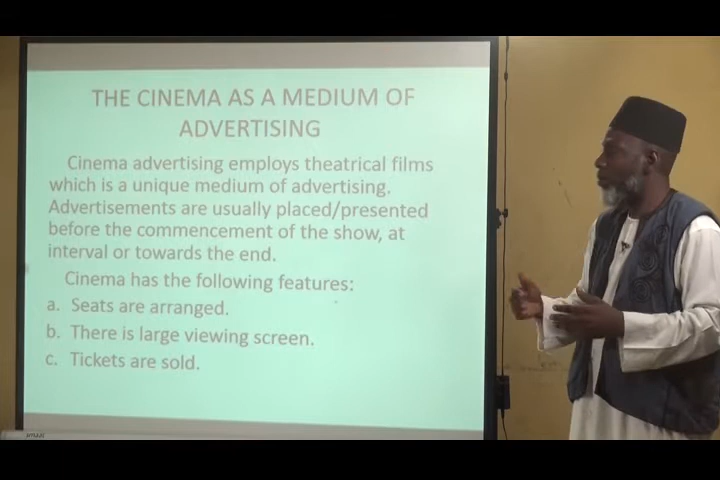 THE CINEMA AS A MEDIUM OF
ADVERTISING
Cinema advertising employs theatrical films
which is a unique medium of advertising.
Advertisements are usually placed/presented
before the commencement of the show, at
interval or towards the end.
Cinema has the following features:
a. Seats are arranged.
b. There is large viewing screen.
c. Tickets are sold.